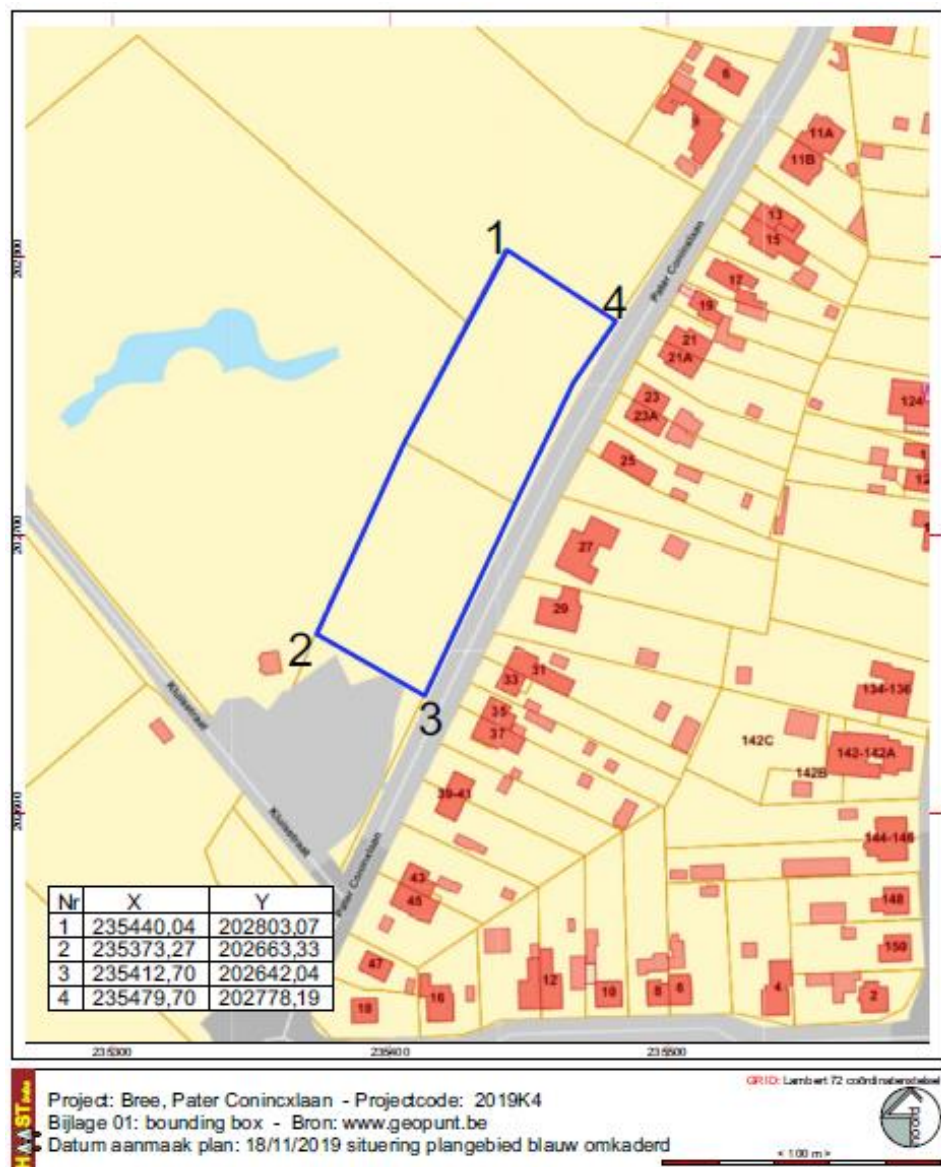 6
9
11A
11B
13
15
Pater Conincxlaan
17
19
21
21A
23
23A
25
124
1
4
202800
202700
27
29
2
3
31
33
35
37
134-136
142C
142-142A
142B
39-41
144-146
Kluisstraat
Kluisstraat
Pater Conincxlaan
43
45
47
148
150
18
16
12
10
8
6
4
2
Nr X Y
1 235440,04 202803,07
2 235373,27 202663,33
3 235412,70 202642,04
4 235479,70 202778,19
235300 235400 235500
GRID: Lambert 72 coördinatenstelsel
Project: Bree, Pater Conincxlaan - Projectcode: 2019K4
Bijlage 01: bounding box - Bron: www.geopunt.be
Datum aanmaak plan: 18/11/2019 situering plangebied blauw omkaderd
< 100 m >